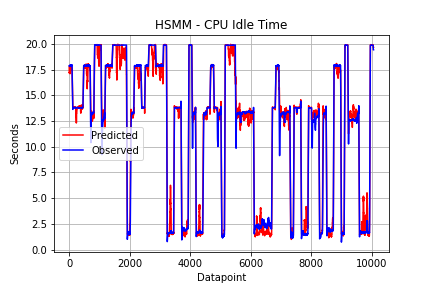 HSMM - CPU Idle Time
20.0
17.5
15.0
12.5
10.0
7.5
5.0
2.5
0.0
Seconds
Predicted
Observed
0 2000 4000 6000 8000 10000
Datapoint